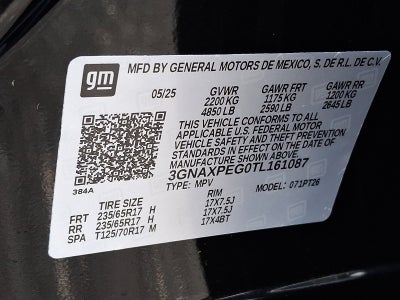 gm
MFD BY GENERAL MOTORS DE MEXICO, S. DE R.L. DE C.V.
05/25 GVWR GAWR FRT GAWR RR
2200 KG 1175 KG 1200 KG
4850 LB 2590 LB 2645 LB
THIS VEHICLE CONFORMS TO ALL
APPLICABLE U.S. FEDERAL MOTOR
VEHICLE SAFETY AND THEFT PREVENTION
STANDARDS IN EFFECT ON THE DATE OF
MANUFACTURE SHOWN ABOVE.
3GNAXPEG0TL161087
384A TYPE: MPV MODEL: 071PT26
TIRE SIZE RIM
FRT 235/65R17 H 17X7.5J
RR 235/65R17 H 17X7.5J
SPA T125/70R17 M 17X4BT